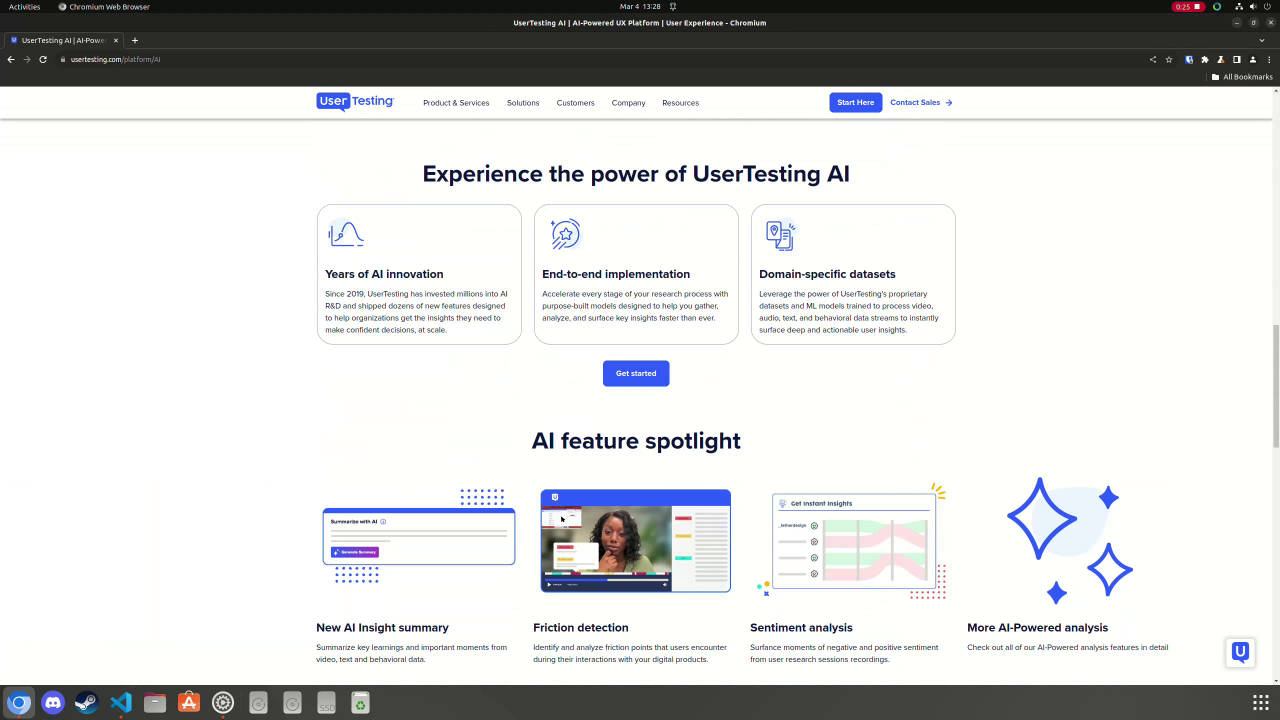 Activities
Chromium Web Browser
Mar 4 13:28
0:25
UserTesting AI | AI-Powered UX Platform | User Experience - Chromium
UserTesting AI | AI-Powe
usertesting.com/platform/AI
All Bookmarks
User Testing
Product & Services
Solutions
Customers
Company
Resources
Start Here
Contact Sales
Experience the power of UserTesting AI
Years of AI innovation
Since 2019, UserTesting has invested millions into AI
R&D and shipped dozens of new features designed
to help organizations get the insights they need to
make confident decisions, at scale.
End-to-end implementation
Accelerate every stage of your research process with
purpose-built models designed to help you gather,
analyze, and surface key insights faster than ever.
Domain-specific datasets
Leverage the power of UserTesting's proprietary
datasets and ML models trained to process video,
audio, text, and behavioral data streams to instantly
surface deep and actionable user insights.
Get started
AI feature spotlight
Summarize with AI
Generate Summary
Get Instant Insights
_letherdesign
New AI Insight summary
Summarize key learnings and important moments from
video, text and behavioral data.
Friction detection
Identify and analyze friction points that users encounter
during their interactions with your digital products.
Sentiment analysis
Surfance moments of negative and positive sentiment
from user research sessions recordings.
More AI-Powered analysis
Check out all of our AI-Powered analysis features in detail
U
SSD